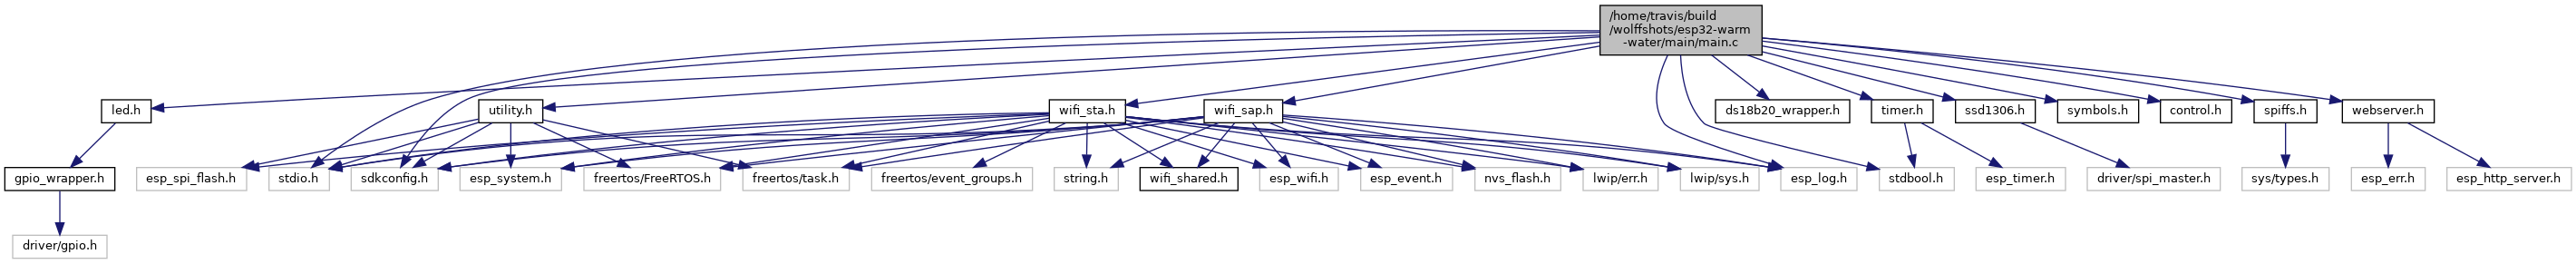 /home/travis/build
/wolffshots/esp32-warm
-water/main/main.c
led.h
utility.h
wifi_sta.h
wifi_sap.h
ds18b20_wrapper.h
timer.h
ssd1306.h
symbols.h
control.h
spiffs.h
webserver.h
gpio_wrapper.h
esp_spi_flash.h
stdio.h
sdkconfig.h
esp_system.h
freertos/FreeRTOS.h
freertos/task.h
freertos/event_groups.h
string.h
wifi_shared.h
esp_wifi.h
esp_event.h
nvs_flash.h
lwip/err.h
lwip/sys.h
esp_log.h
stdbool.h
esp_timer.h
driver/spi_master.h
sys/types.h
esp_err.h
esp_http_server.h
driver/gpio.h